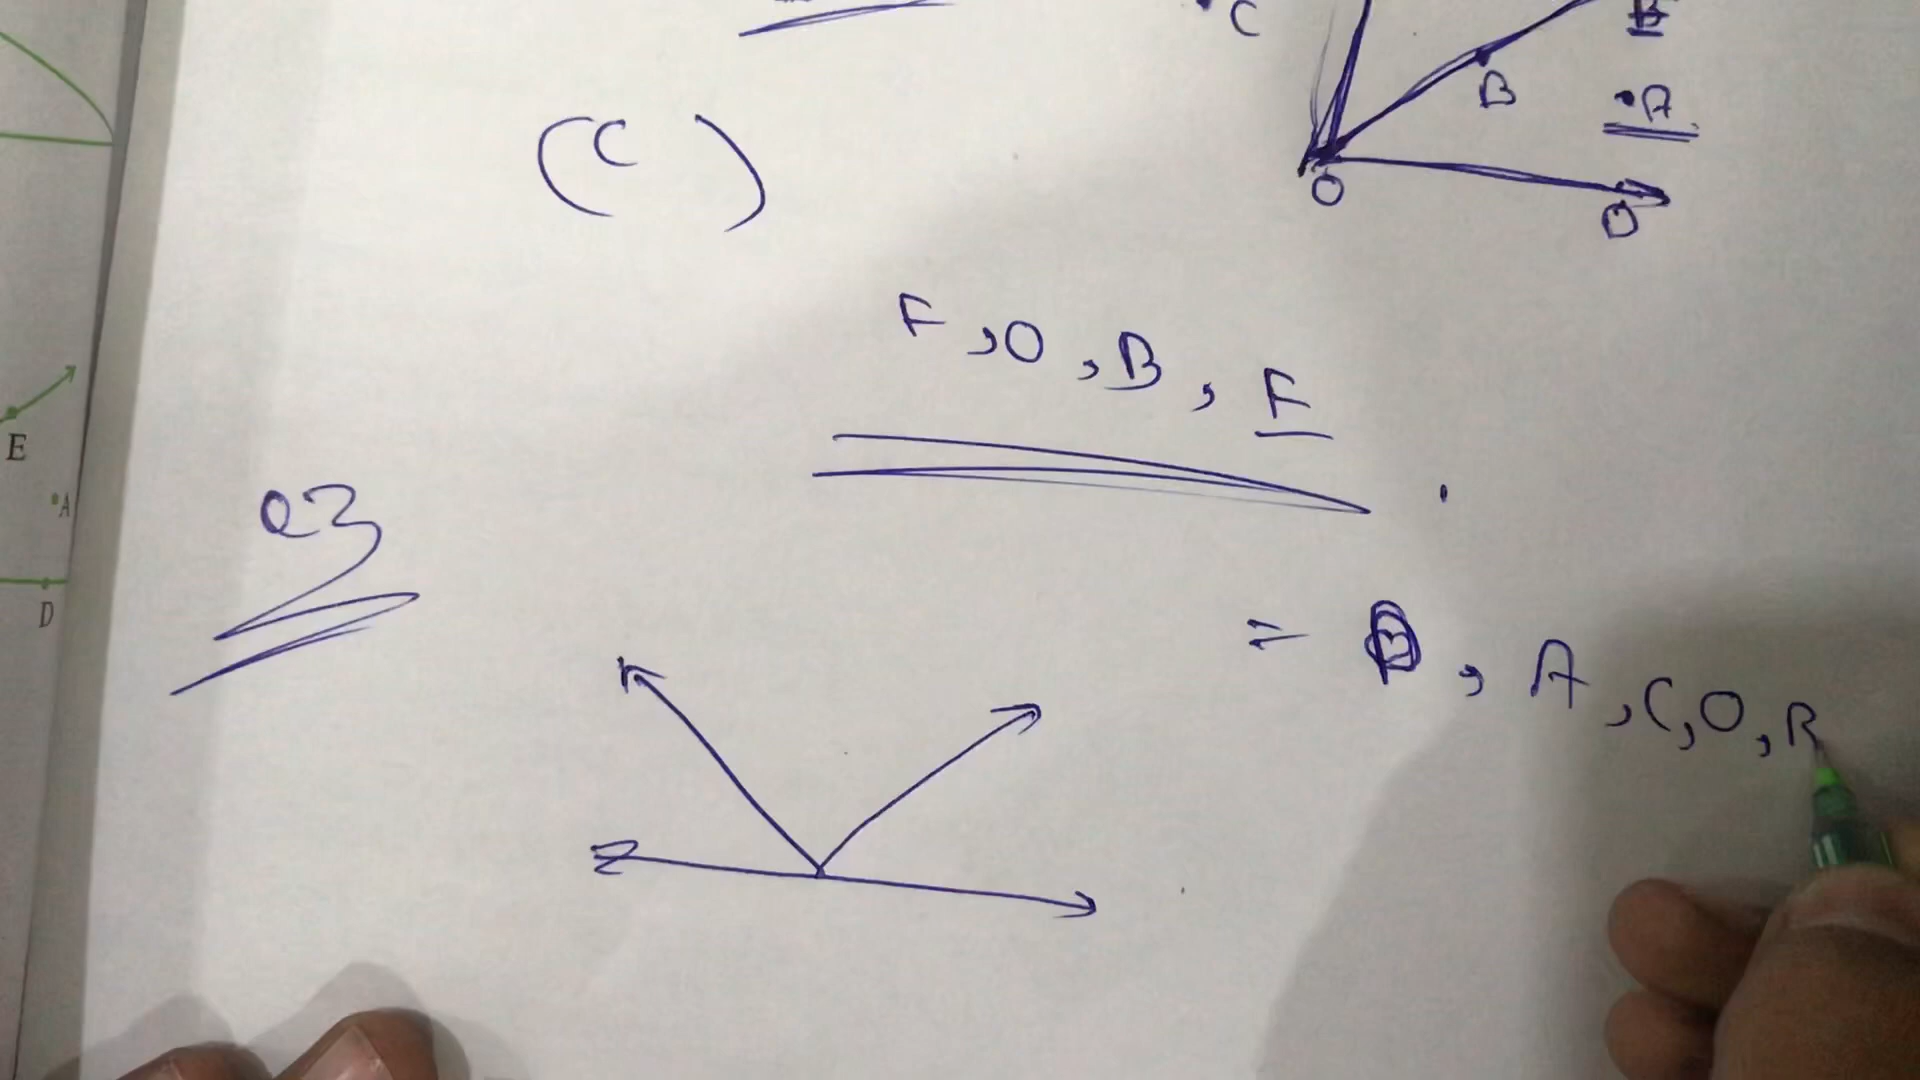 C
B
A
(C)
O
D
F, O, B, F
E
A
Q3
D
= B, A, C, O, B